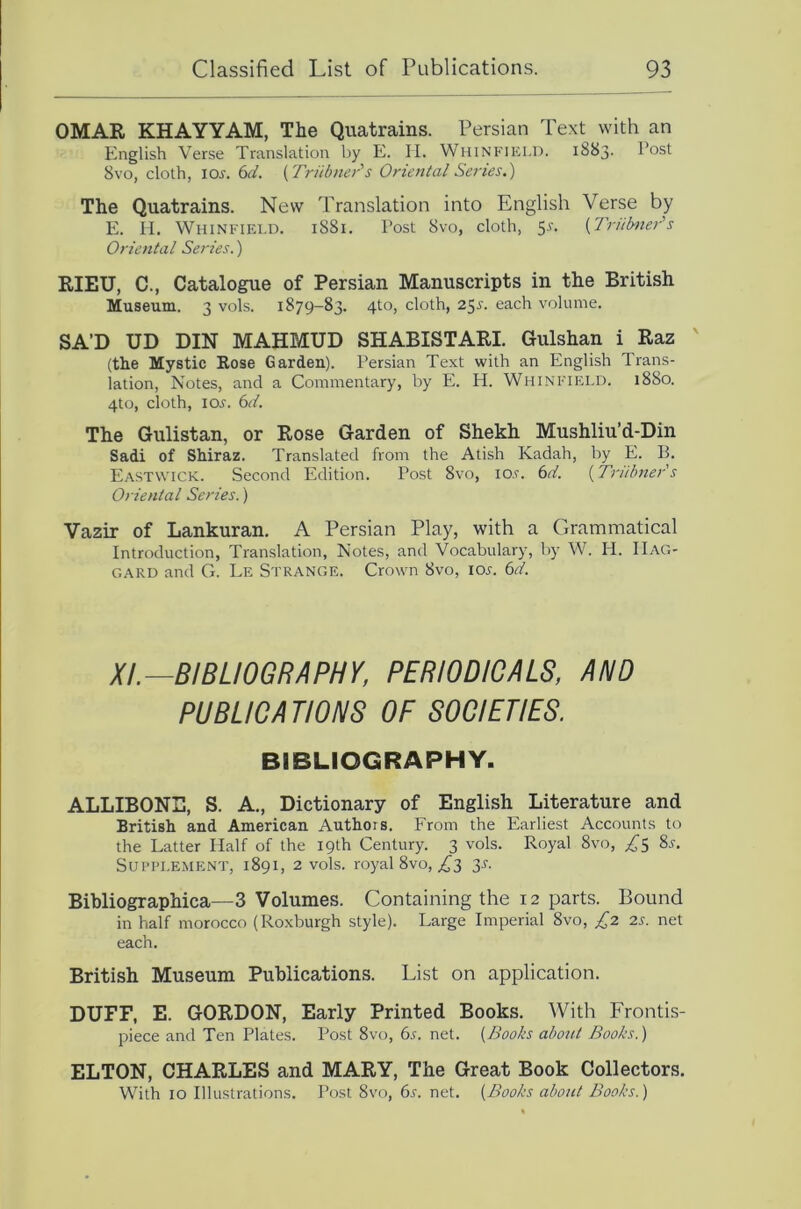 Classified List of Publications. 93
OMAR KHAYYAM, The Quatrains. Persian Text with an
English Verse Translation by E. H. WHINFIELD. 1883. Post
8vo, cloth, 10s. 6d. (Trübner's Oriental Series.)
The Quatrains. New Translation into English Verse by
E. H. WHINFIELD. 1881. Post 8vo, cloth, 5s. (Trübner's
Oriental Series.)
RIEU, C., Catalogue of Persian Manuscripts in the British
Museum. 3 vols. 1879-83. 4to, cloth, 25s. each volume.
SA'D UD DIN MAHMUD SHABISTARI. Gulshan i Raz
(the Mystic Rose Garden). Persian Text with an English Trans-
lation, Notes, and a Commentary, by E. H. WHINFIELD. 1880.
4to, cloth, 10s. 6d.
The Gulistan, or Rose Garden of Shekh Mushliu'd-Din
Sadi of Shiraz. Translated from the Atish Kadah, by E. B.
EASTWICK. Second Edition. Post 8vo, 10s. 6d. (Trübner's
Oriental Series.)
Vazir of Lankuran. A Persian Play, with a Grammatical
Introduction, Translation, Notes, and Vocabulary, by W. H. HAG-
GARD and G. LE STRANGE. Crown 8vo, 10s. 6d.
XI.—BIBLIOGRAPHY, PERIODICALS, AND
PUBLICATIONS OF SOCIETIES.
BIBLIOGRAPHY.
ALLIBONE, S. A., Dictionary of English Literature and
British and American Authors. From the Earliest Accounts to
the Latter Half of the 19th Century. 3 vols. Royal 8vo, £5 8s.
SUPPLEMENT, 1891, 2 vols. royal 8vo, £3 3s.
Bibliographica—3 Volumes. Containing the 12 parts. Bound
in half morocco (Roxburgh style). Large Imperial 8vo, £2 2s. net
each.
British Museum Publications. List on application.
DUFF, E. GORDON, Early Printed Books. With Frontis-
piece and Ten Plates. Post 8vo, 6s. net. (Books about Books.)
ELTON, CHARLES and MARY, The Great Book Collectors.
With 10 Illustrations. Post 8vo, 6s. net. (Books about Books.)